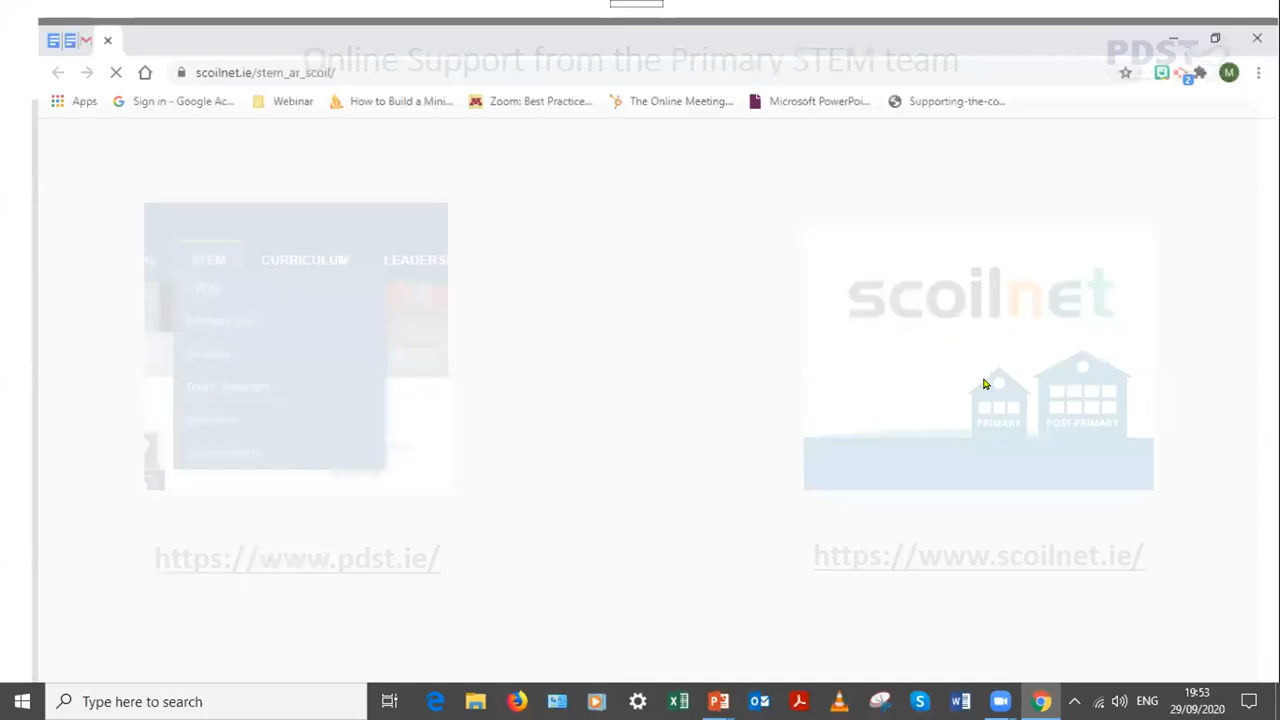 Online Support from the Primary STEM team
PDST
scoilnet.ie/stem_ar_scoil/
2
M
Apps
Sign in - Google Ac...
Webinar
How to Build a Mini...
Zoom: Best Practice...
The Online Meeting...
Microsoft PowerPoi...
Supporting-the-co...
STEM CURRICULUM LEADERS
STEM
scoilnet
PRIMARY POST-PRIMARY
https://www.pdst.ie/
https://www.scoilnet.ie/
Type here to search
ENG
19:53
29/09/2020